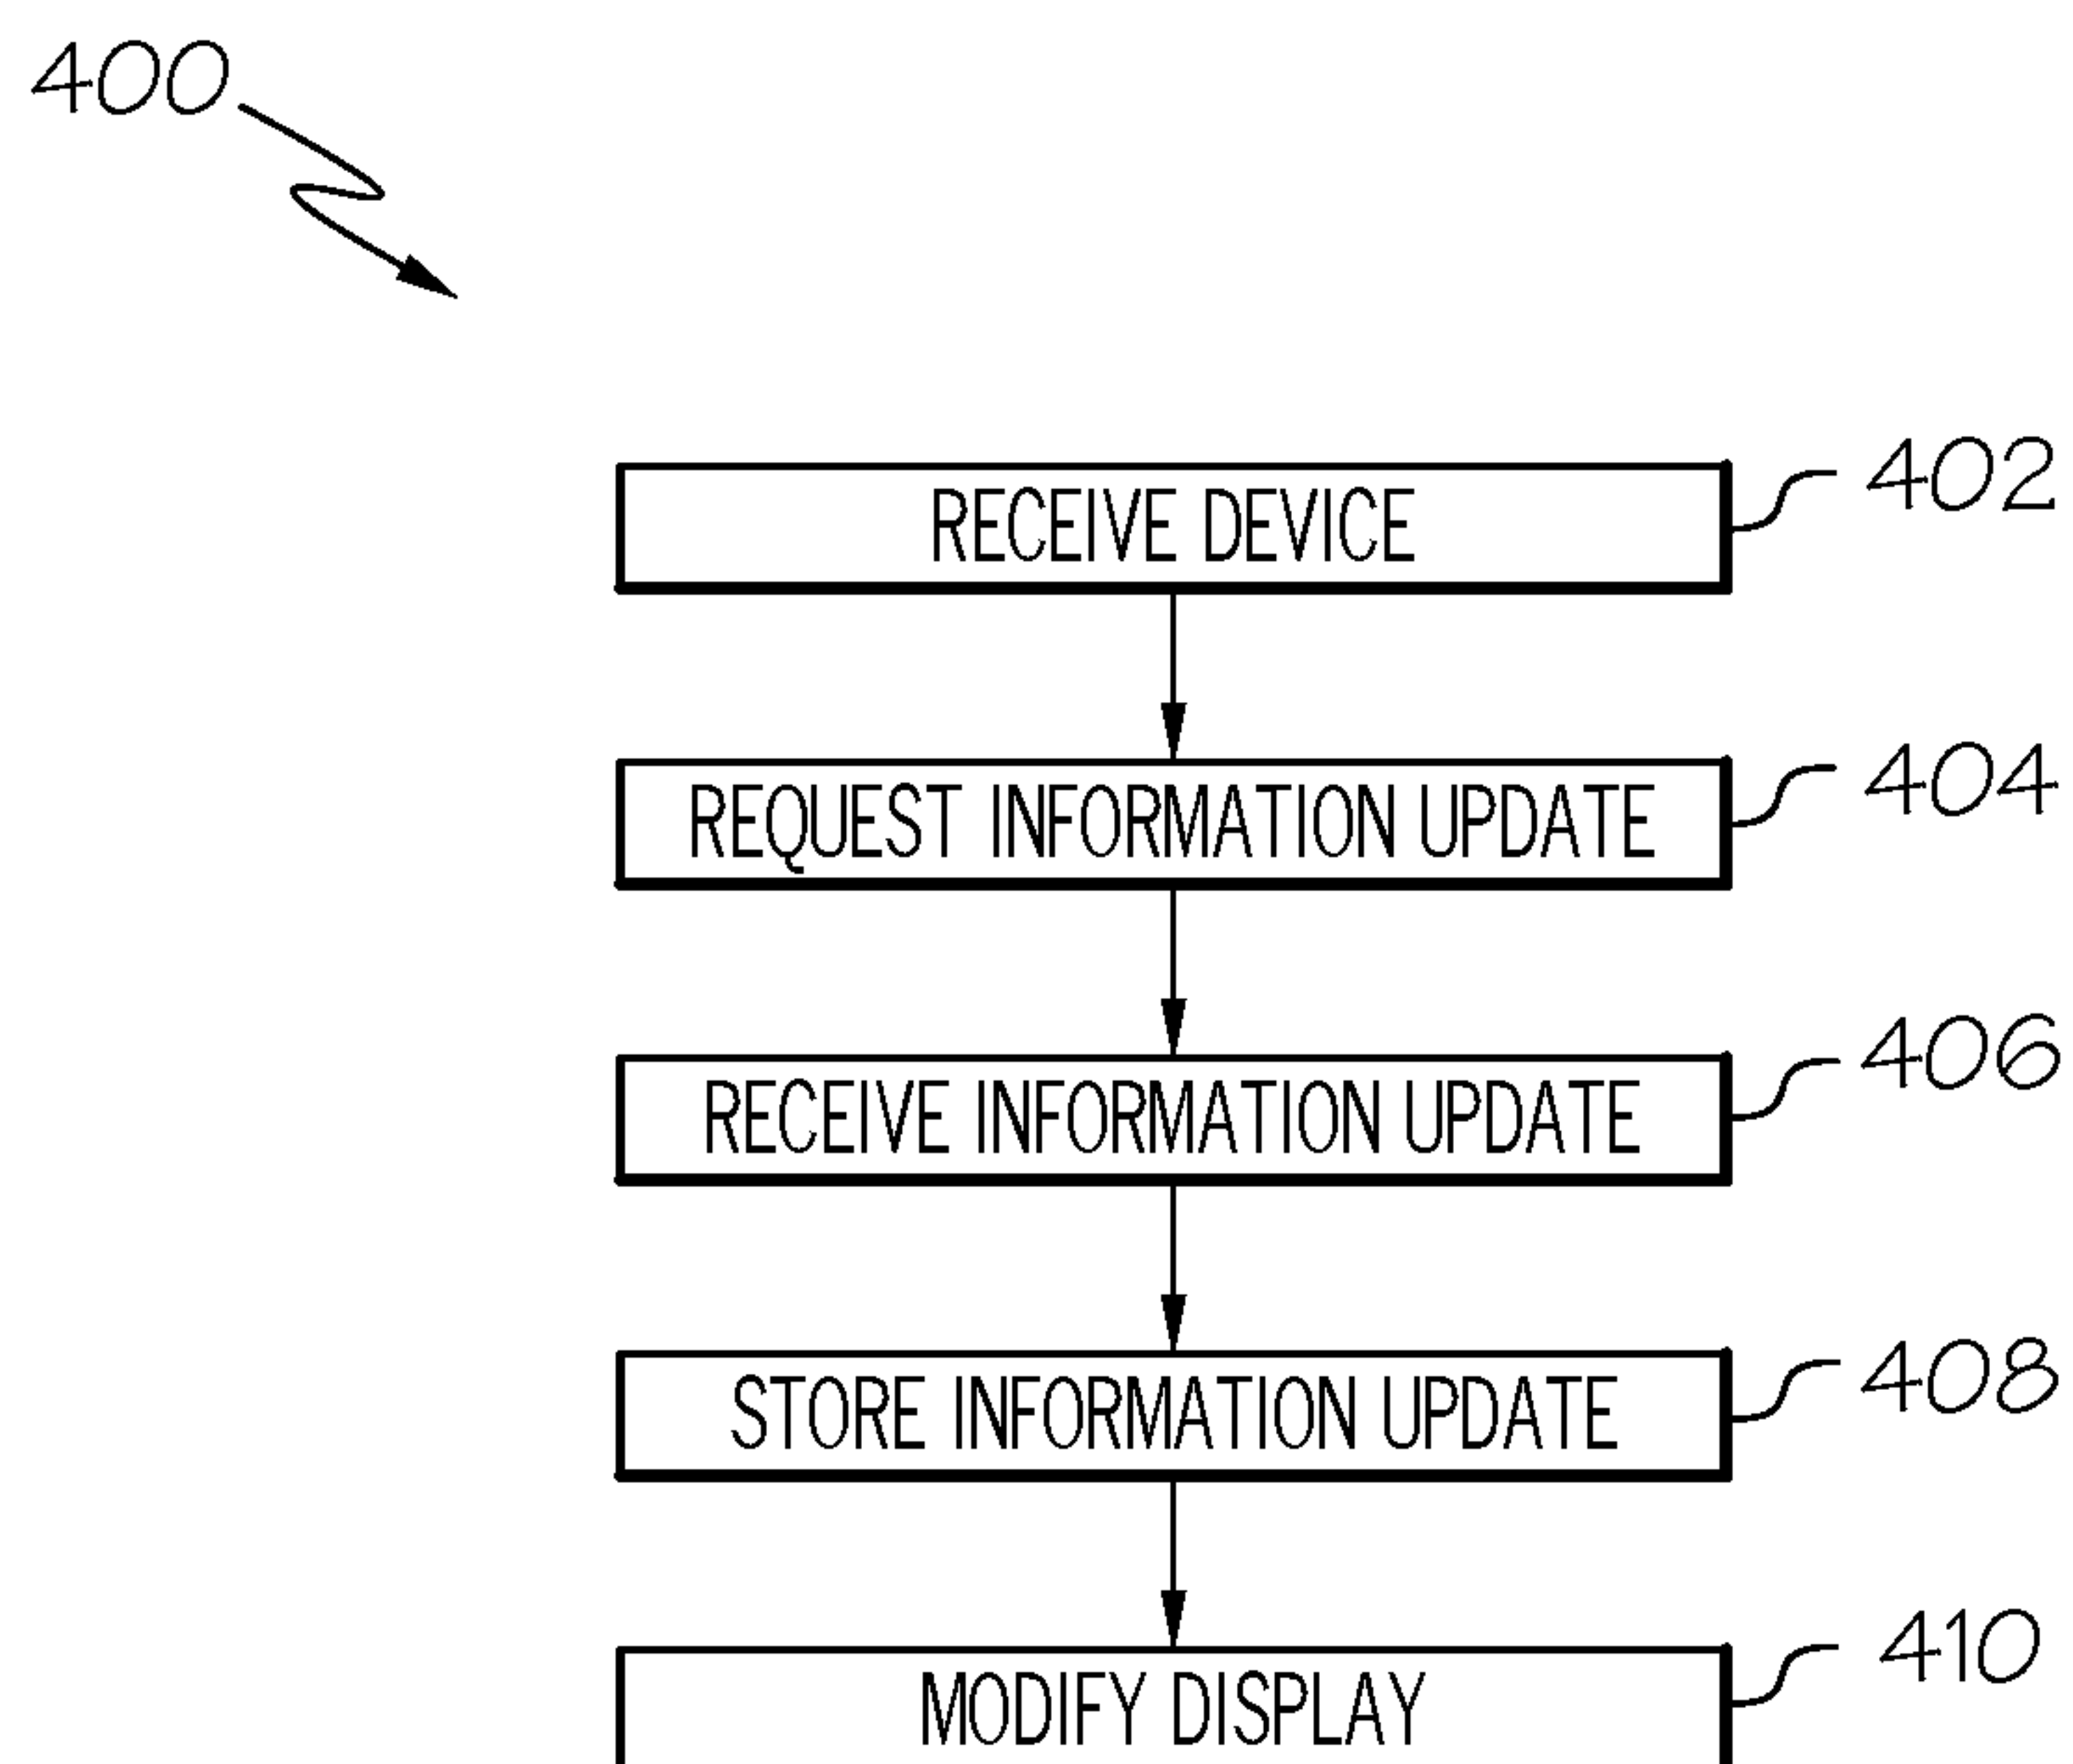 400
RECEIVE DEVICE
402
REQUEST INFORMATION UPDATE
404
RECEIVE INFORMATION UPDATE
406
STORE INFORMATION UPDATE
408
MODIFY DISPLAY
410